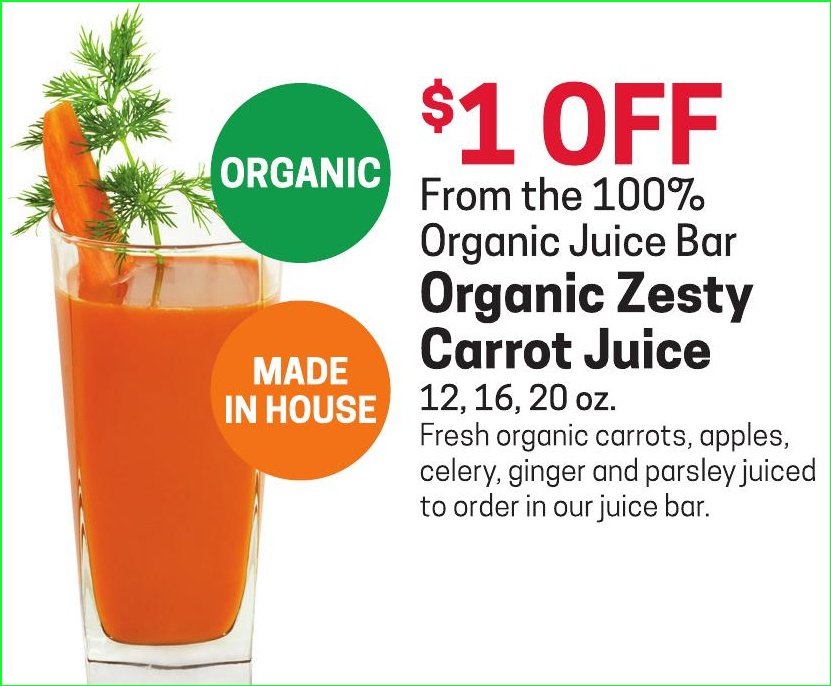 ORGANIC
MADE
IN HOUSE
$1 OFF
From the 100%
Organic Juice Bar
Organic Zesty
Carrot Juice
12, 16, 20 oz.
Fresh organic carrots, apples,
celery, ginger and parsley juiced
to order in our juice bar.